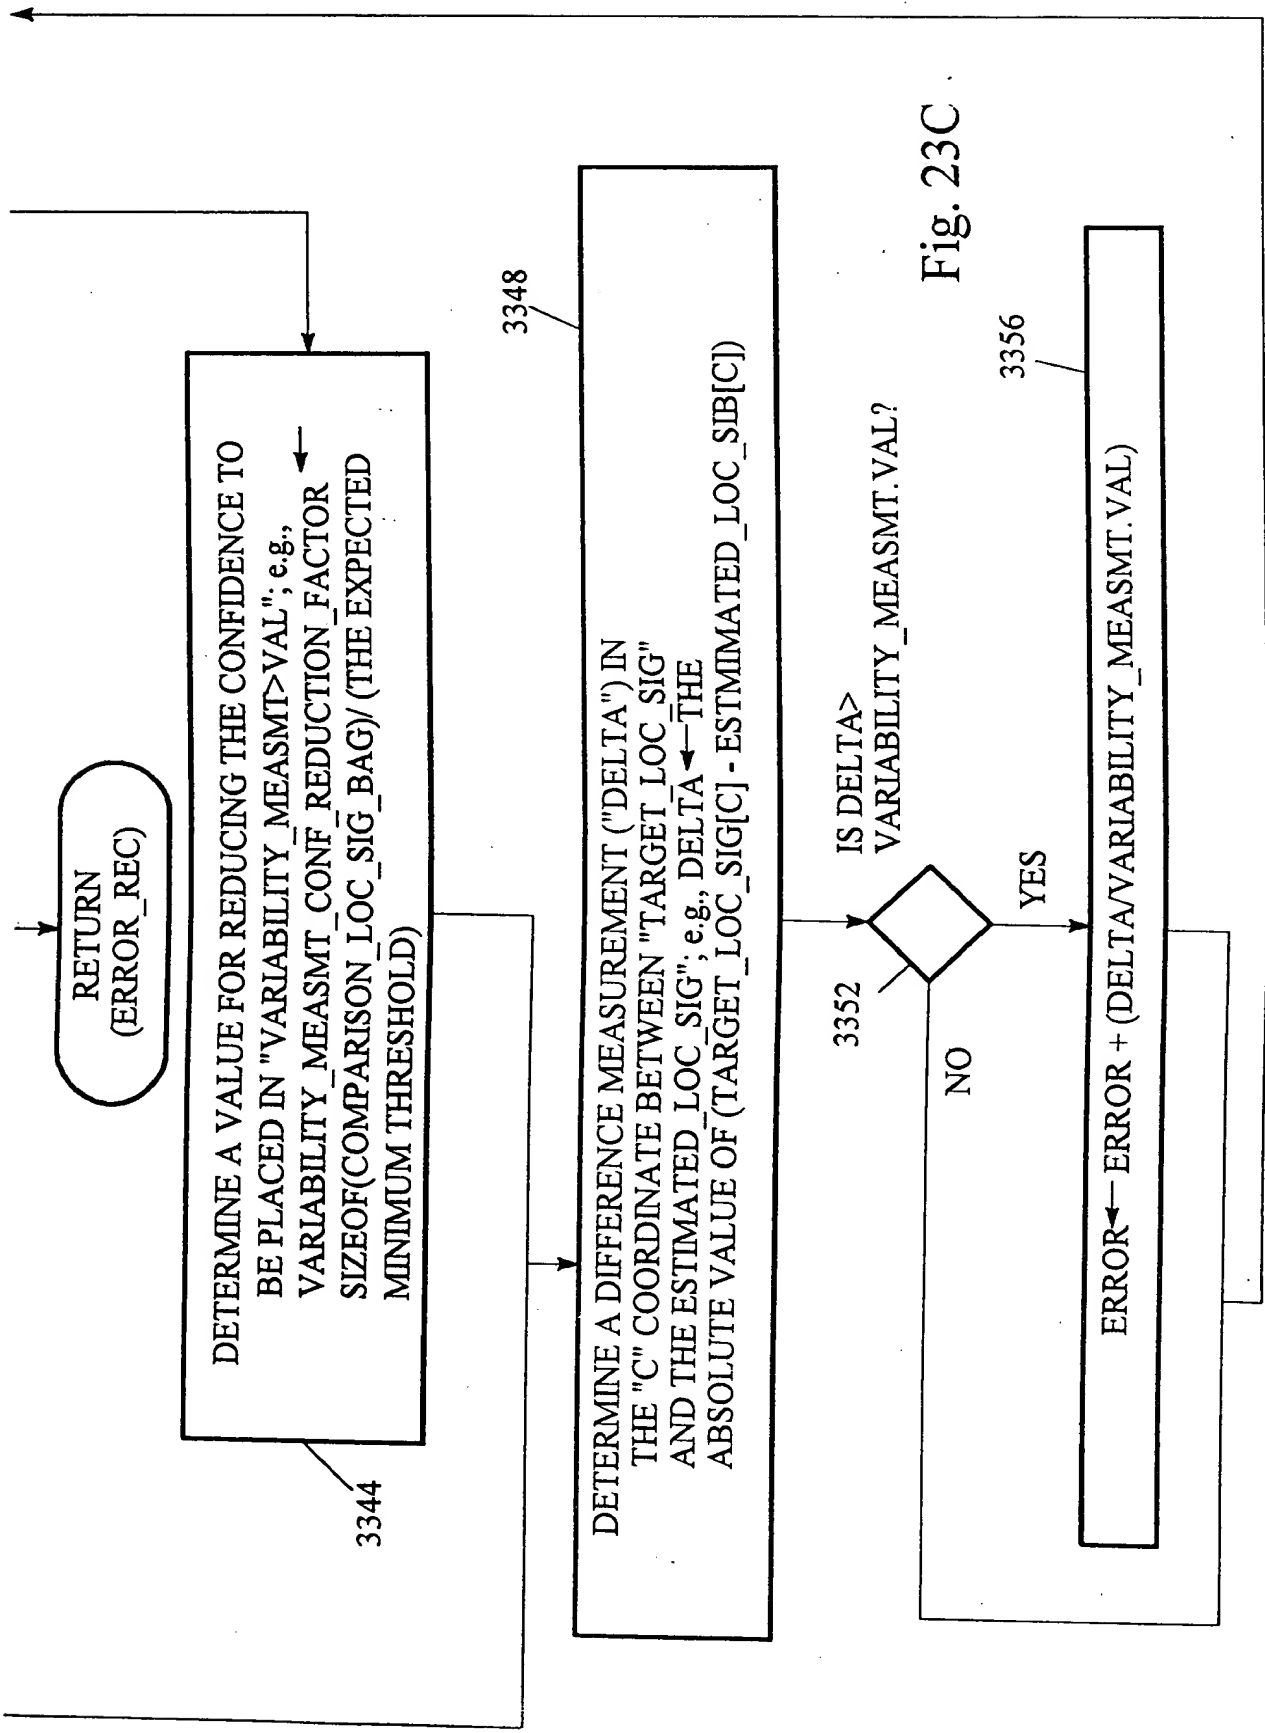 RETURN
(ERROR_REC)
DETERMINE A VALUE FOR REDUCING THE CONFIDENCE TO
BE PLACED IN "VARIABILITY_MEASMT>VAL"; e.g.,
VARIABILITY_MEASMT_CONF_REDUCTION_FACTOR ←
SIZEOF(COMPARISON_LOC_SIG_BAG)/ (THE EXPECTED
MINIMUM THRESHOLD)
3344
3348
DETERMINE A DIFFERENCE MEASUREMENT ("DELTA") IN
THE "C" COORDINATE BETWEEN "TARGET_LOC_SIG"
AND THE ESTIMATED_LOC_SIG"; e.g., DELTA ← THE
ABSOLUTE VALUE OF (TARGET_LOC_SIG[C] - ESTMIMATED_LOC_SIB[C])
IS DELTA>
VARIABILITY_MEASMT.VAL?
3352
NO
YES
3356
ERROR ← ERROR + (DELTA/VARIABILITY_MEASMT.VAL)
Fig. 23C